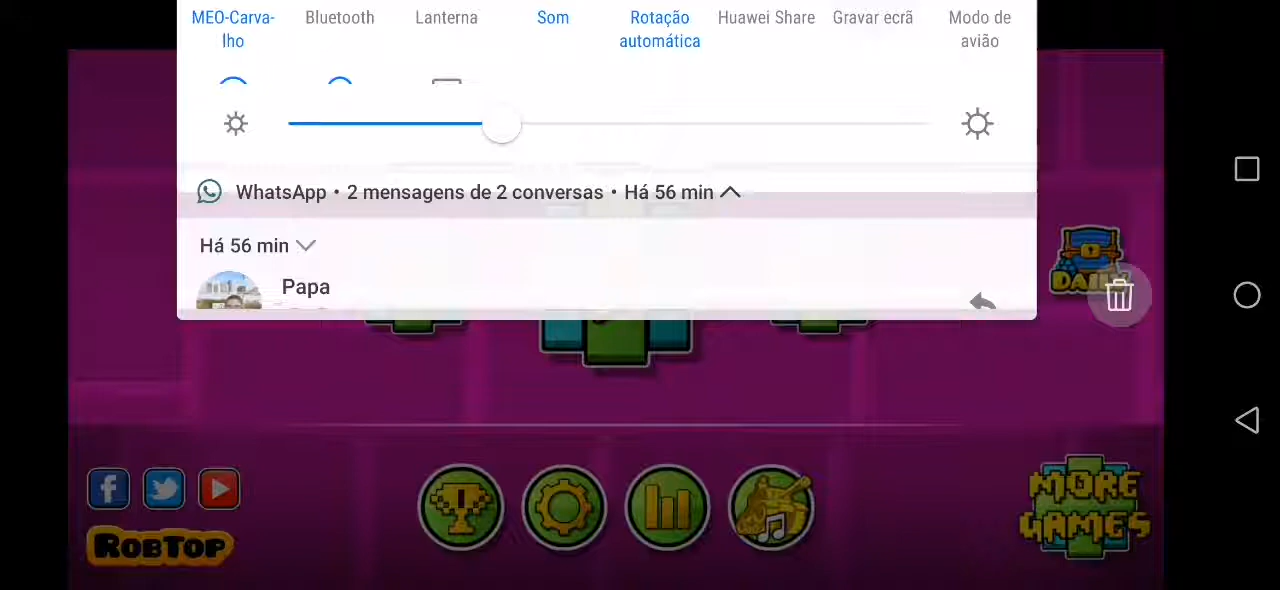 MEO-Carva-
lho
Bluetooth
Lanterna
Som
Rotação
automática
Huawei Share
Gravar ecrã
Modo de
avião
WhatsApp • 2 mensagens de 2 conversas • Há 56 min
Há 56 min
Papa
DAILY
MORE
GAMES
ROBTOP